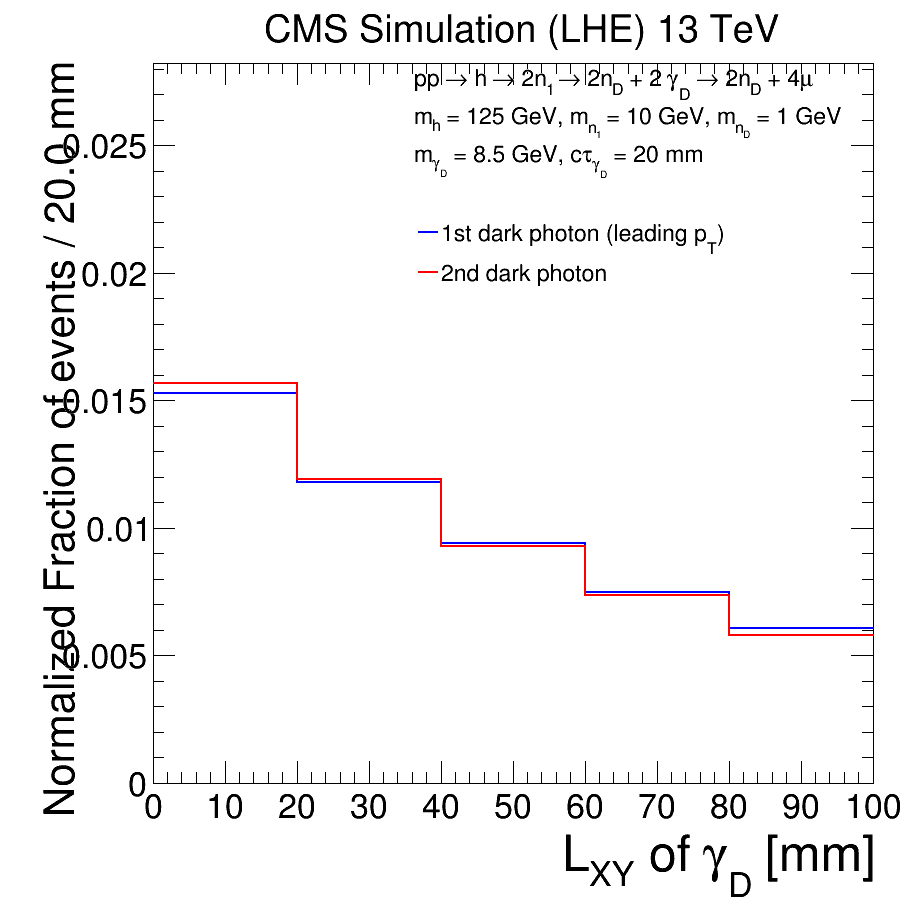 CMS Simulation (LHE) 13 TeV
pp → h → 2n₁ → 2n_D + 2 γ_D → 2n_D + 4μ
m_h = 125 GeV, m_n₁ = 10 GeV, m_n_D = 1 GeV
m_γ_D = 8.5 GeV, cτ_γ_D = 20 mm
1st dark photon (leading p_T)
2nd dark photon
Normalized Fraction of events / 20.0 mm
0.025
0.02
0.015
0.01
0.005
0
0 10 20 30 40 50 60 70 80 90 100
L_XY of γ_D [mm]